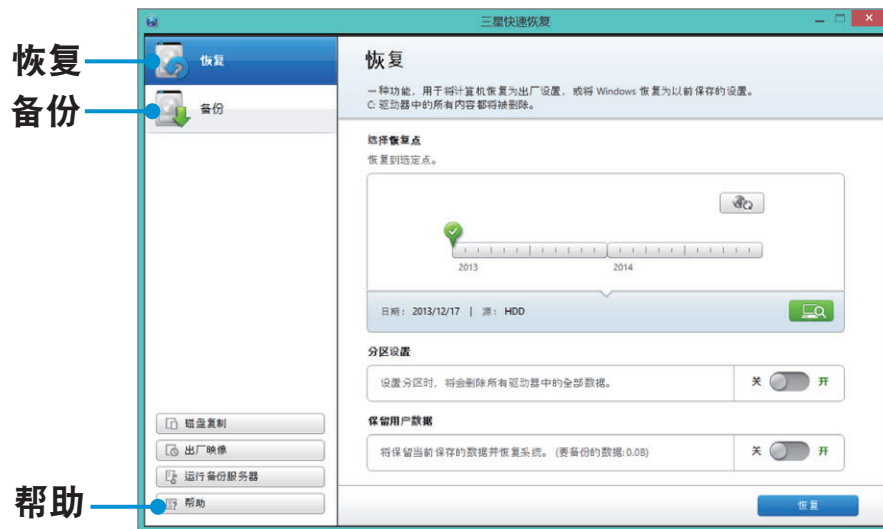 三星快速恢复
恢复
备份
帮助
恢复
备份
磁盘复制
出厂映像
运行备份服务器
帮助
恢复
一种功能，用于将计算机恢复为出厂设置，或将 Windows 恢复为以前保存的设置。
C: 驱动器中的所有内容都将被删除。
选择恢复点
恢复到选定点。
2013
2014
日期: 2013/12/17 | 源: HDD
分区设置
设置分区时，将会删除所有驱动器中的全部数据。
关 开
保留用户数据
将保留当前保存的数据并恢复系统。 (要备份的数据:0.08)
关 开
恢复